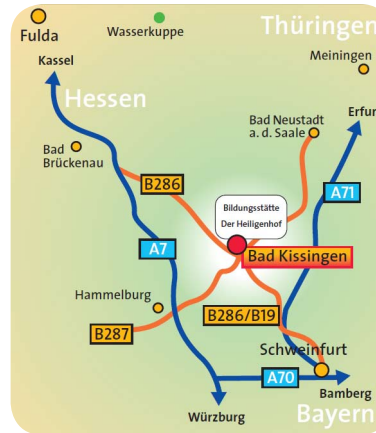 Fulda
Wasserkuppe
Thüringen
Kassel
Meiningen
Hessen
Bad Neustadt
a. d. Saale
Erfur
Bad
Brückenau
B286
A71
Bildungsstätte
Der Heiligenhof
A7
Bad Kissingen
Hammelburg
B286/B19
B287
Schweinfurt
A70
Bamberg
Würzburg
Bayern